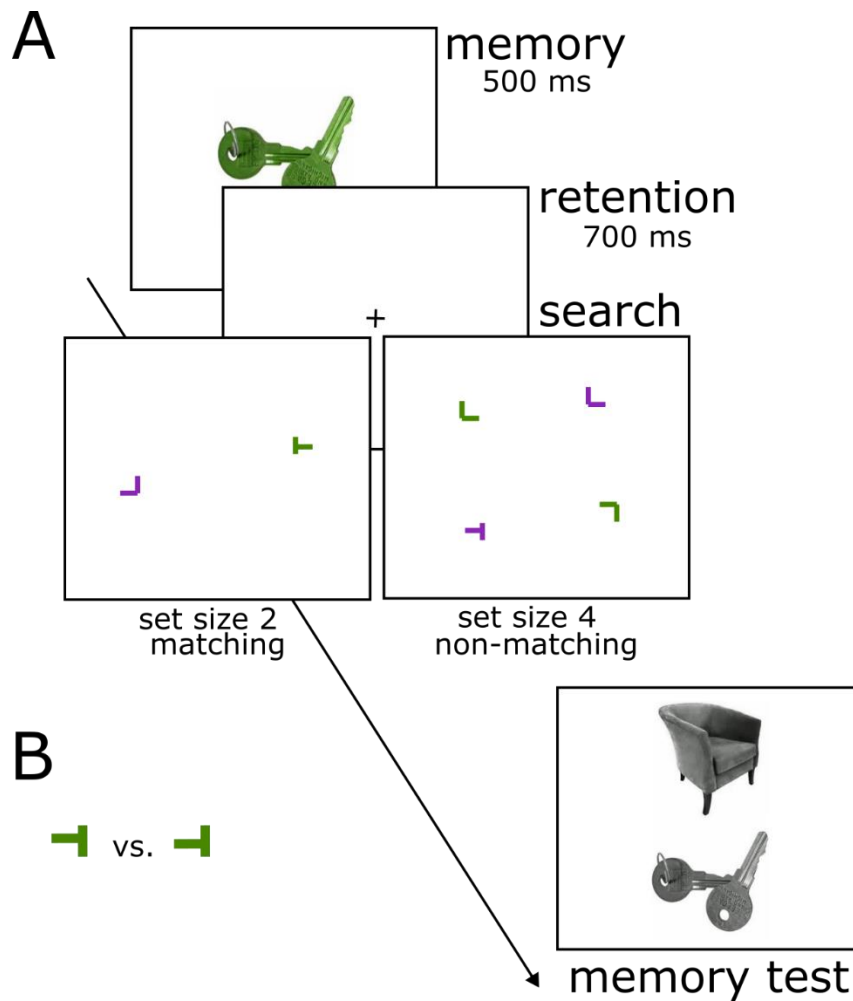 A
memory
500 ms
retention
700 ms
+
search
set size 2
matching
set size 4
non-matching
B
vs.
memory test